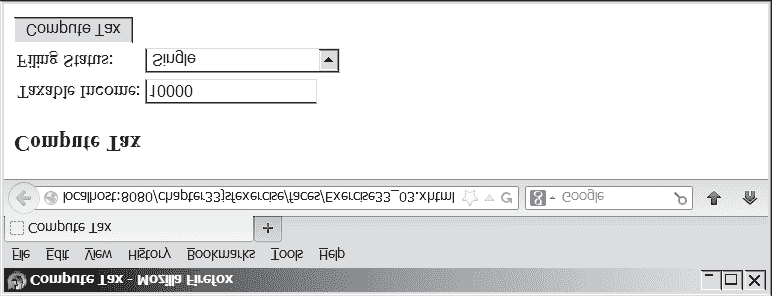 Compute Tax - Mozilla Firefox
File Edit View History Bookmarks Tools Help
Compute Tax +
localhost:8080/chapter33jsfexercise/faces/Exercise33_03.xhtml Google
Compute Tax
Taxable Income: 10000
Filing Status: Single
Compute Tax